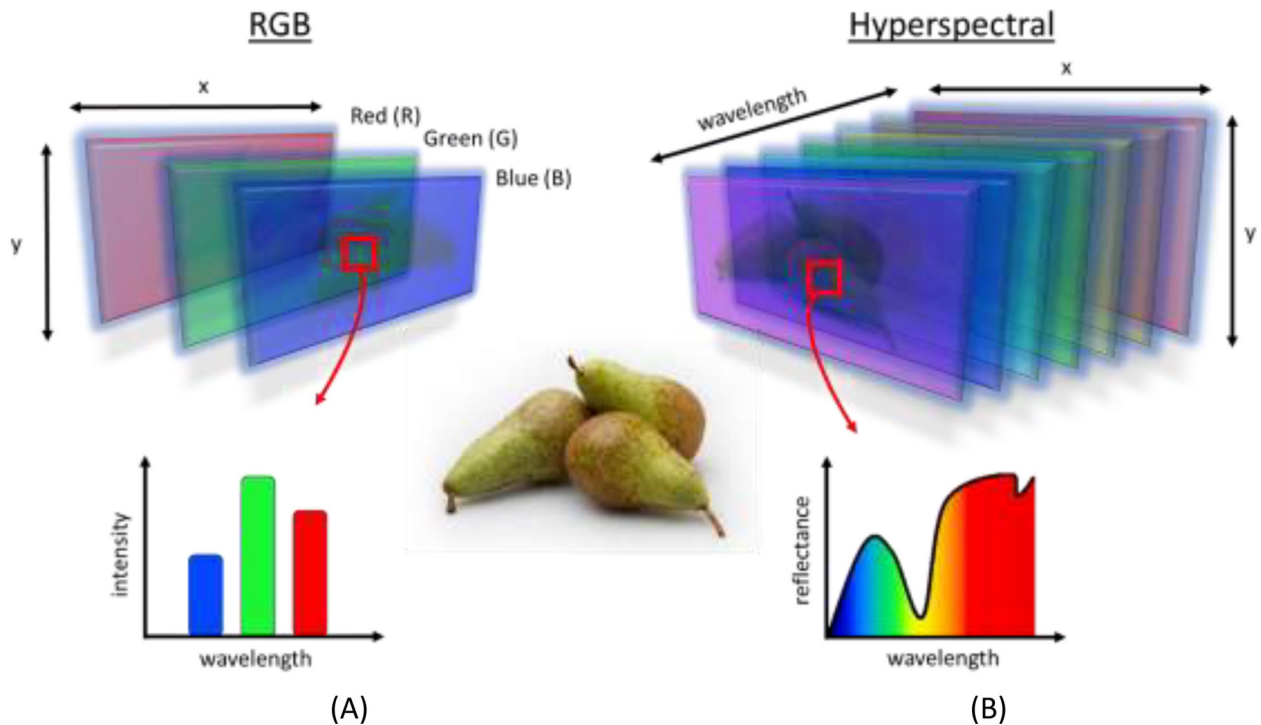 RGB
Hyperspectral
x
x
wavelength
Red (R)
Green (G)
Blue (B)
y
y
intensity
wavelength
reflectance
wavelength
(A)
(B)